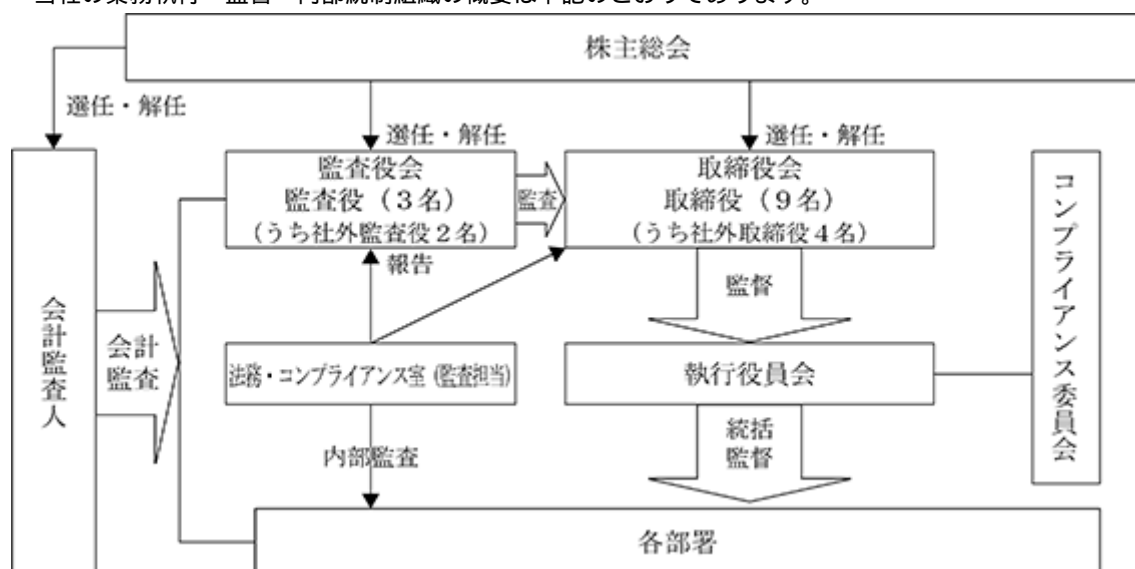 当社の業務執行・監督・内部統制組織の概要は下記のとおりであります。
株主総会
選任・解任
選任・解任
選任・解任
監査役会
監査役(3名)
(うち社外監査役2名)
監査
取締役会
取締役(9名)
(うち社外取締役4名)
コンプライアンス委員会
報告
監督
会計監査人
会計
監査
法務・コンプライアンス室(監査担当)
執行役員会
内部監査
統括
監督
各部署